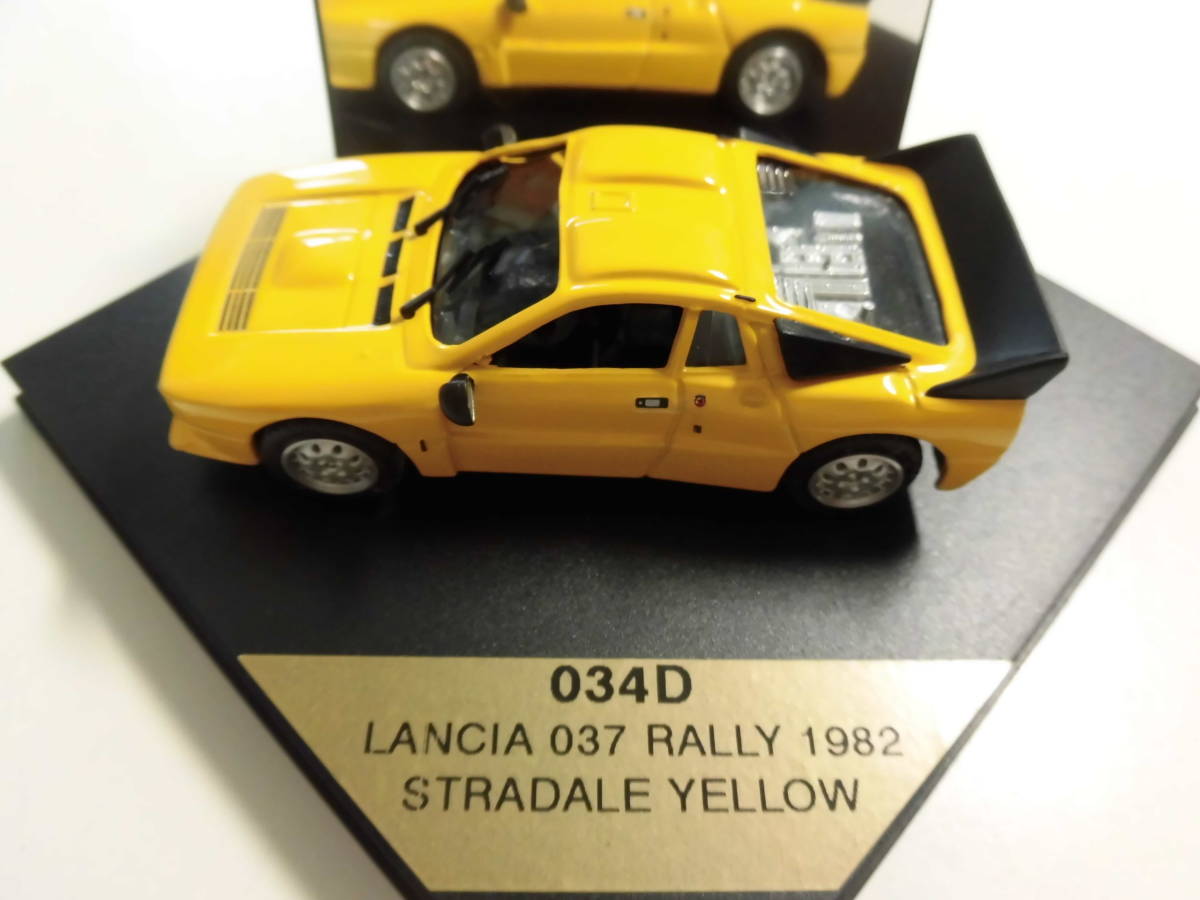 034D
LANCIA 037 RALLY 1982
STRADALE YELLOW